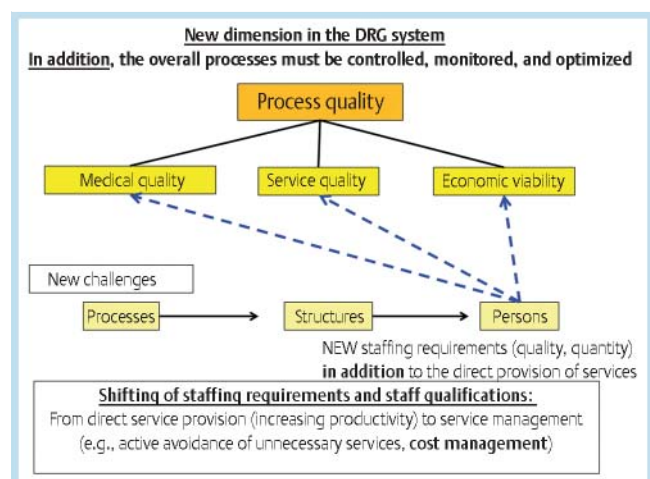 New dimension in the DRG system
In addition, the overall processes must be controlled, monitored, and optimized
Process quality
Medical quality
Service quality
Economic viability
New challenges
Processes
Structures
Persons
NEW staffing requirements (quality, quantity)
in addition to the direct provision of services
Shifting of staffing requirements and staff qualifications:
From direct service provision (increasing productivity) to service management
(e.g., active avoidance of unnecessary services, cost management)